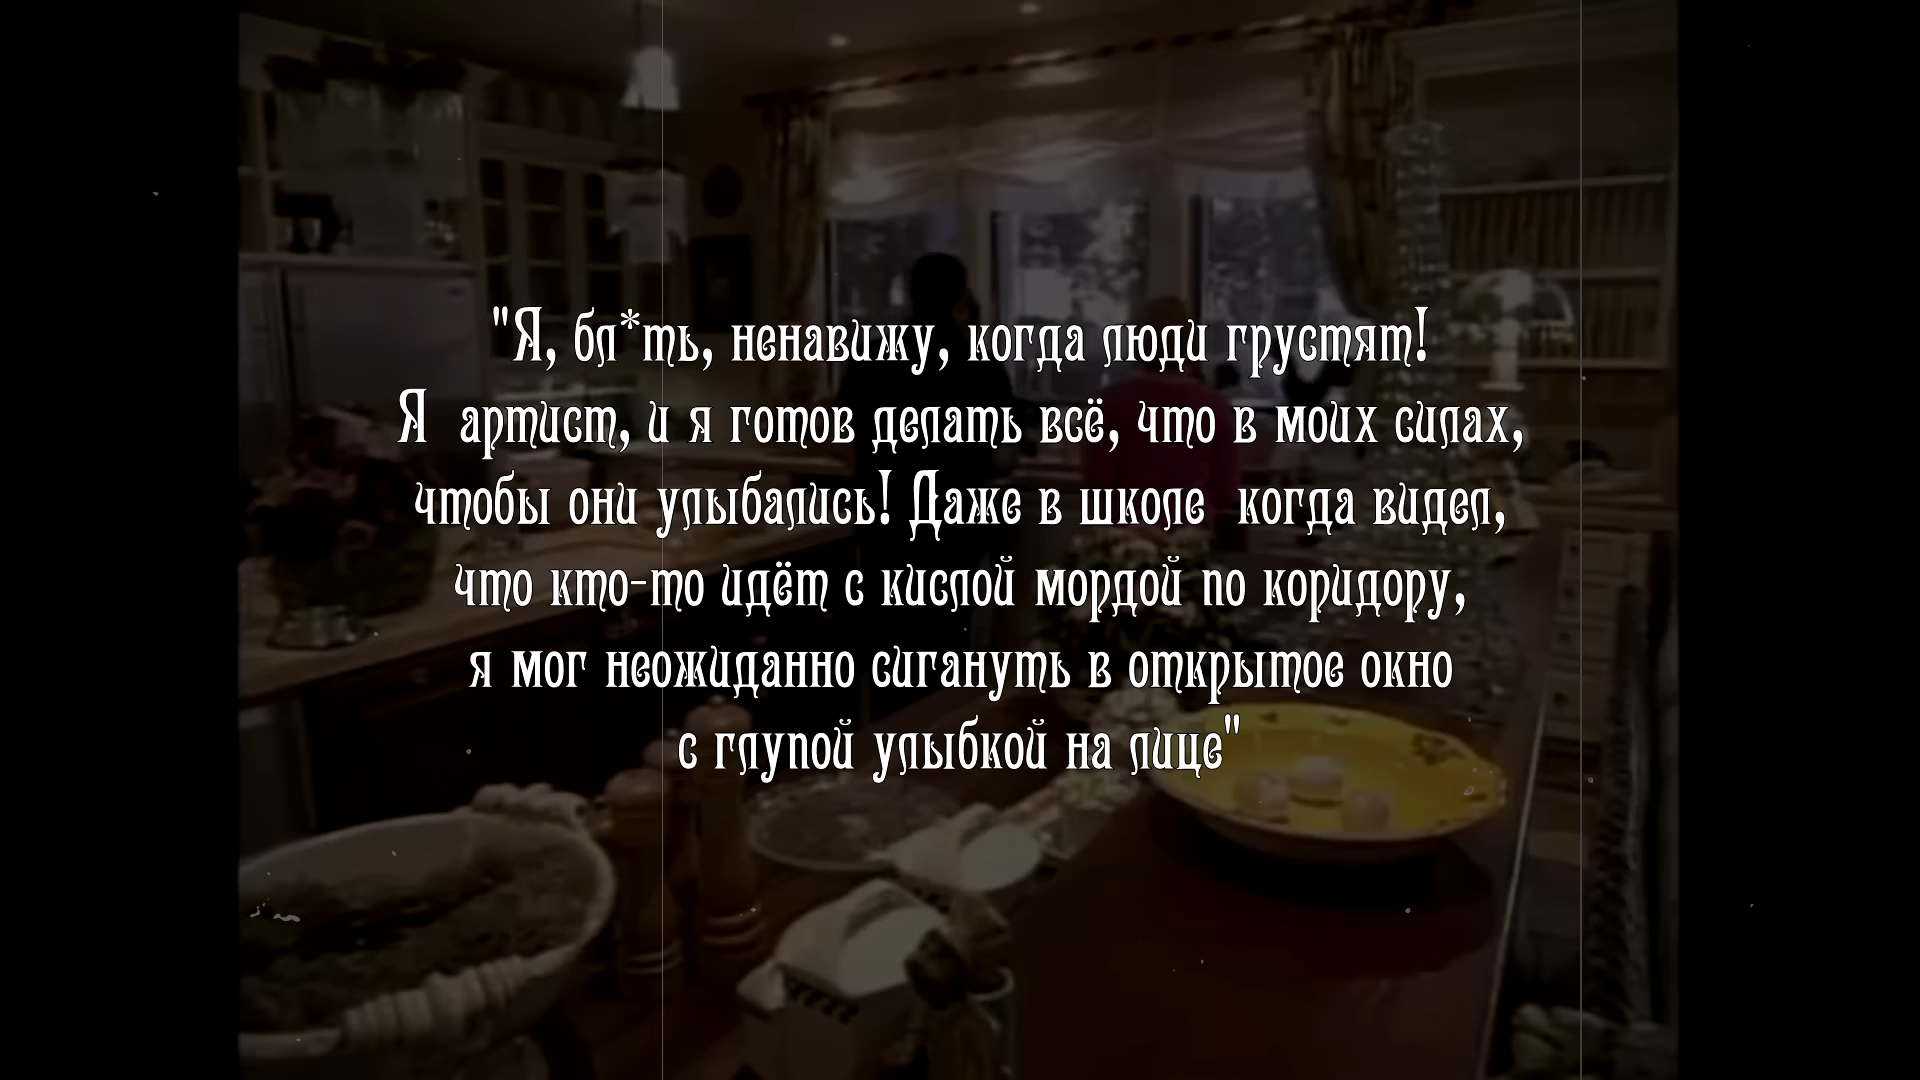 "Я, бл*ть, ненавижу, когда люди грустят!
Я  артист, и я готов делать всё, что в моих силах,
чтобы они улыбались! Даже в школе  когда видел,
что кто-то идёт с кислой мордой по коридору,
я мог неожиданно сигануть в открытое окно
с глупой улыбкой на лице"